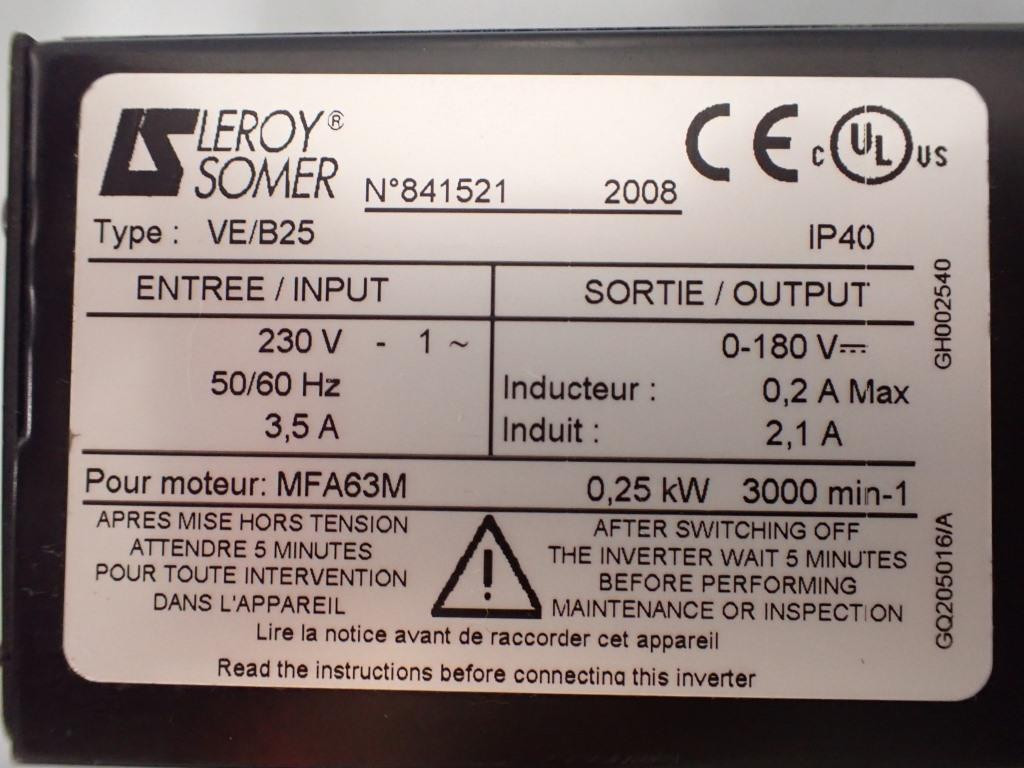 LEROY®
SOMER
N°841521 2008
CE
c UL us
Type : VE/B25 IP40
ENTREE / INPUT
230 V - 1 ~
50/60 Hz
3,5 A
SORTIE / OUTPUT
0-180 V⎓
Inducteur : 0,2 A Max
Induit : 2,1 A
Pour moteur: MFA63M 0,25 kW 3000 min-1
APRES MISE HORS TENSION
ATTENDRE 5 MINUTES
POUR TOUTE INTERVENTION
DANS L'APPAREIL
!
AFTER SWITCHING OFF
THE INVERTER WAIT 5 MINUTES
BEFORE PERFORMING
MAINTENANCE OR INSPECTION
Lire la notice avant de raccorder cet appareil
Read the instructions before connecting this inverter
GH002540
GQ205016/A